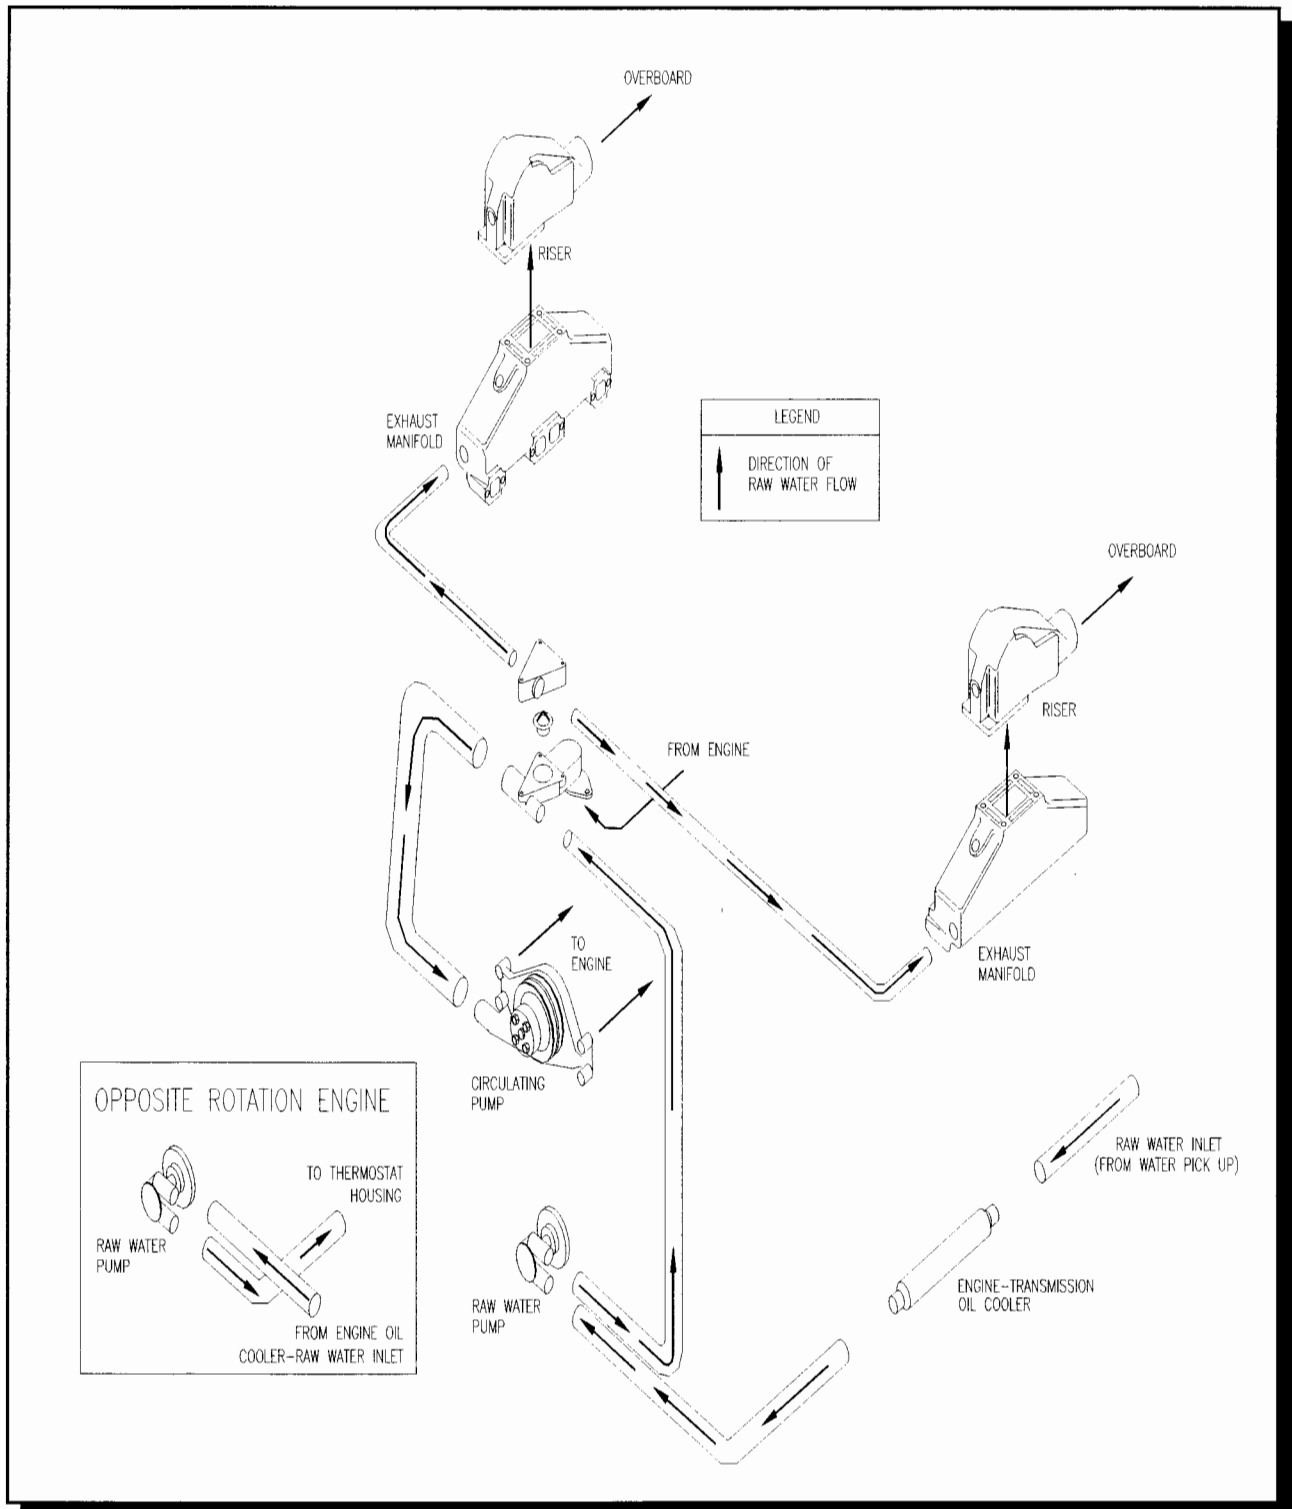 OVERBOARD
RISER
EXHAUST
MANIFOLD
LEGEND
DIRECTION OF
RAW WATER FLOW
OVERBOARD
RISER
FROM ENGINE
EXHAUST
MANIFOLD
TO
ENGINE
CIRCULATING
PUMP
OPPOSITE ROTATION ENGINE
TO THERMOSTAT
HOUSING
RAW WATER
PUMP
FROM ENGINE OIL
COOLER-RAW WATER INLET
RAW WATER INLET
(FROM WATER PICK UP)
ENGINE-TRANSMISSION
OIL COOLER
RAW WATER
PUMP